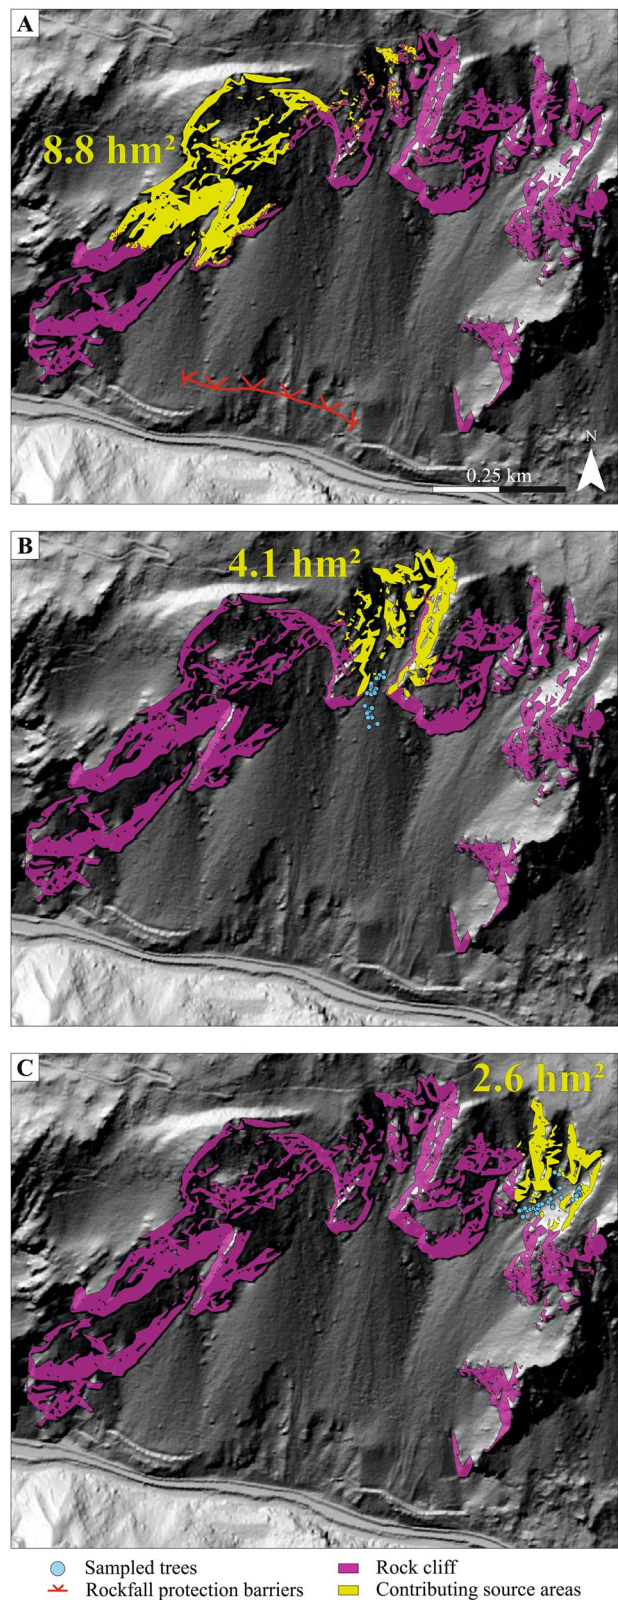 A
8.8 hm²
0.25 km
N
B
4.1 hm²
C
2.6 hm²
Sampled trees
Rock cliff
Rockfall protection barriers
Contributing source areas